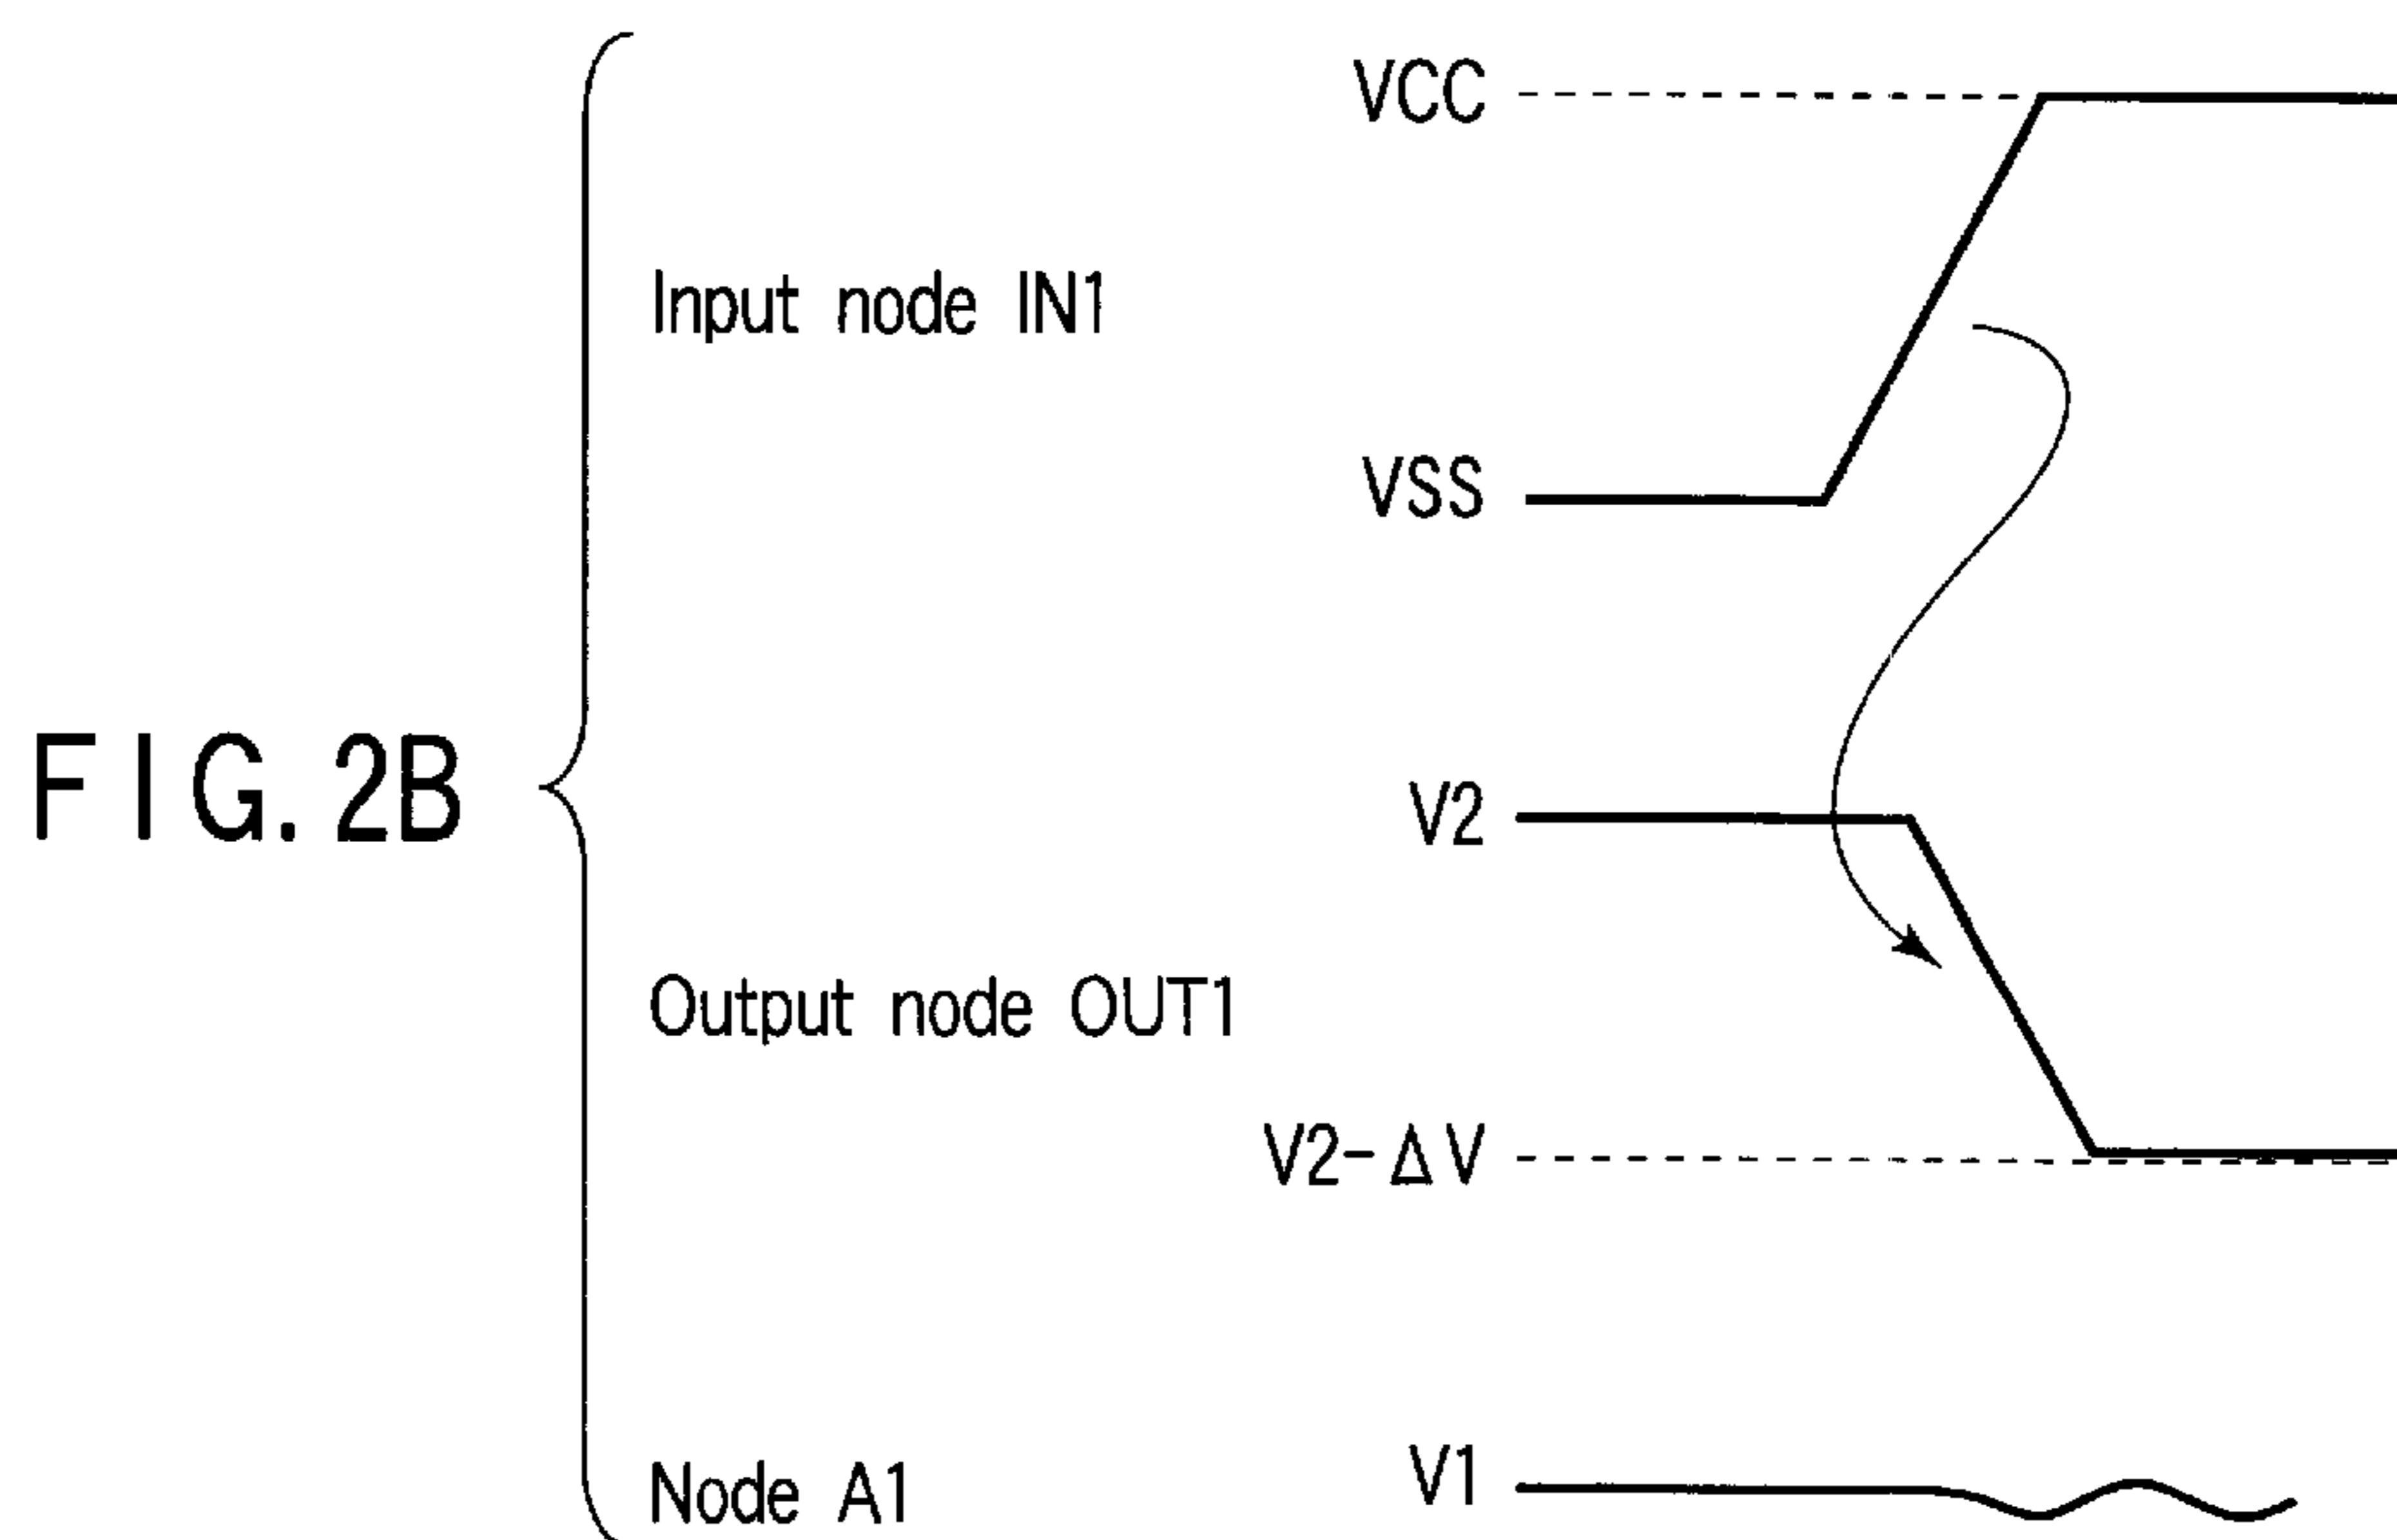 VCC
Input node IN1
VSS
FIG. 2B
V2
Output node OUT1
V2-ΔV
Node A1
V1